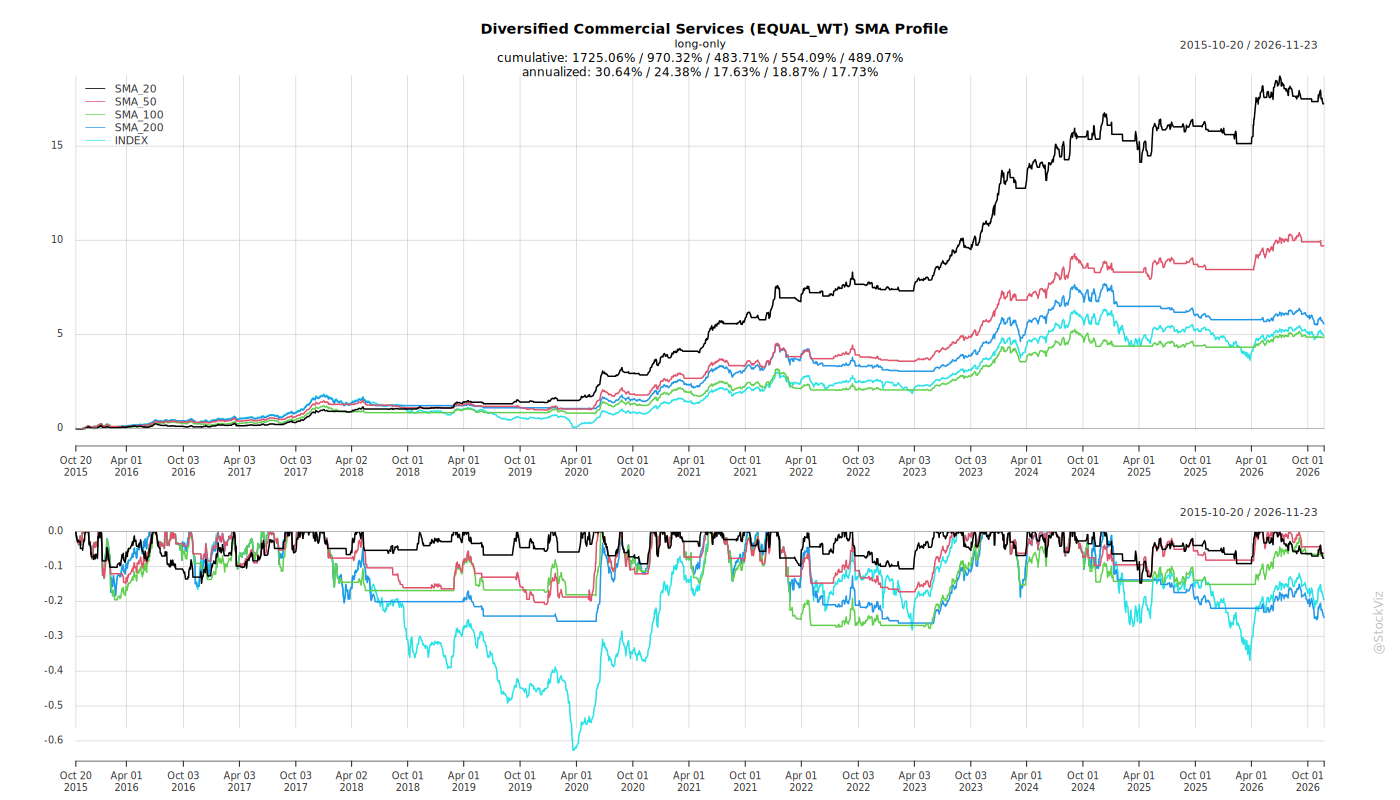 Diversified Commercial Services (EQUAL_WT) SMA Profile
long-only
cumulative: 1725.06% / 970.32% / 483.71% / 554.09% / 489.07%
annualized: 30.64% / 24.38% / 17.63% / 18.87% / 17.73%
2015-10-20 / 2026-11-23
SMA_20
SMA_50
SMA_100
SMA_200
INDEX
15
10
5
0
Oct 20 Apr 01 Oct 03 Apr 03 Oct 03 Apr 02 Oct 01 Apr 01 Oct 01 Apr 01 Oct 01 Apr 01 Oct 01 Apr 01 Oct 03 Apr 03 Oct 03 Apr 01 Oct 01 Apr 01 Oct 01 Apr 01 Oct 01
2015 2016 2016 2017 2017 2018 2018 2019 2019 2020 2020 2021 2021 2022 2022 2023 2023 2024 2024 2025 2025 2026 2026
2015-10-20 / 2026-11-23
0.0
-0.1
-0.2
-0.3
-0.4
-0.5
-0.6
Oct 20 Apr 01 Oct 03 Apr 03 Oct 03 Apr 02 Oct 01 Apr 01 Oct 01 Apr 01 Oct 01 Apr 01 Oct 01 Apr 01 Oct 03 Apr 03 Oct 03 Apr 01 Oct 01 Apr 01 Oct 01 Apr 01 Oct 01
2015 2016 2016 2017 2017 2018 2018 2019 2019 2020 2020 2021 2021 2022 2022 2023 2023 2024 2024 2025 2025 2026 2026
@StockViz